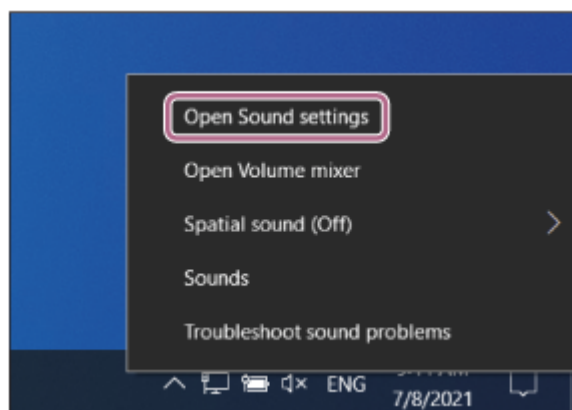 Open Sound settings
Open Volume mixer
Spatial sound (Off)
Sounds
Troubleshoot sound problems
ENG
7/8/2021